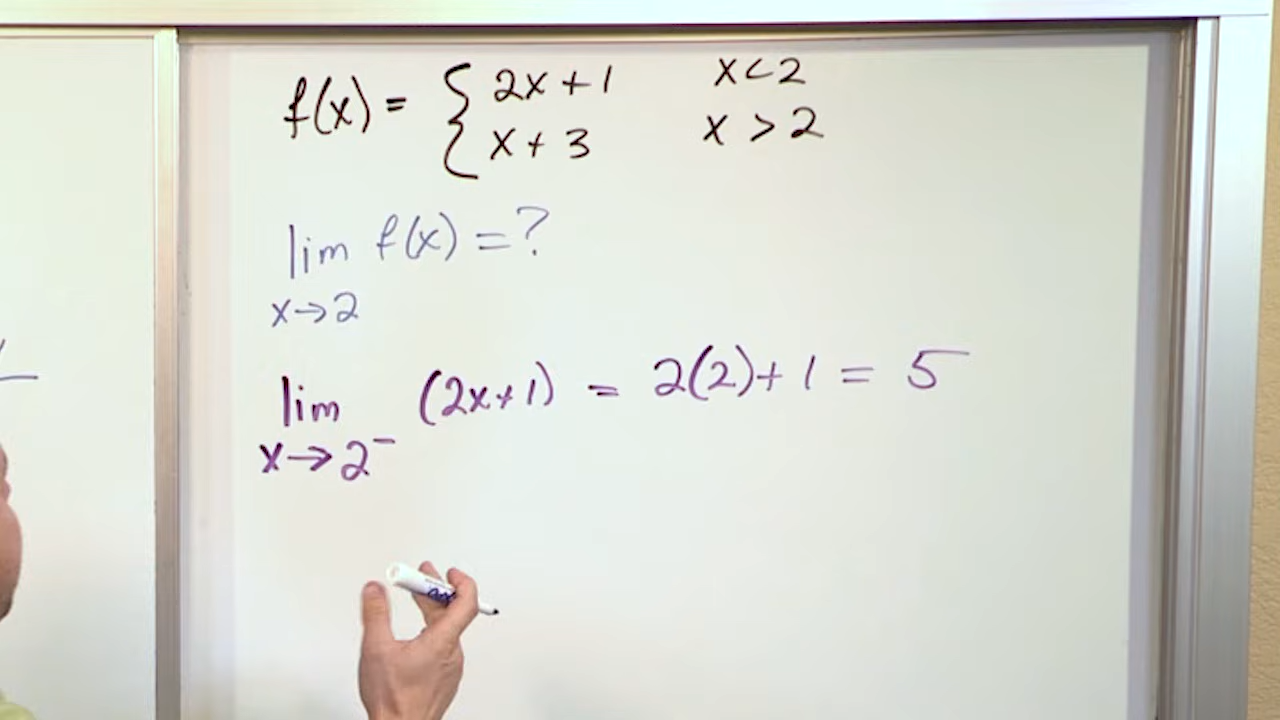 f(x) = { 2x + 1 x < 2
x + 3 x > 2
lim f(x) = ?
x → 2
lim (2x + 1) = 2(2) + 1 = 5
x → 2⁻